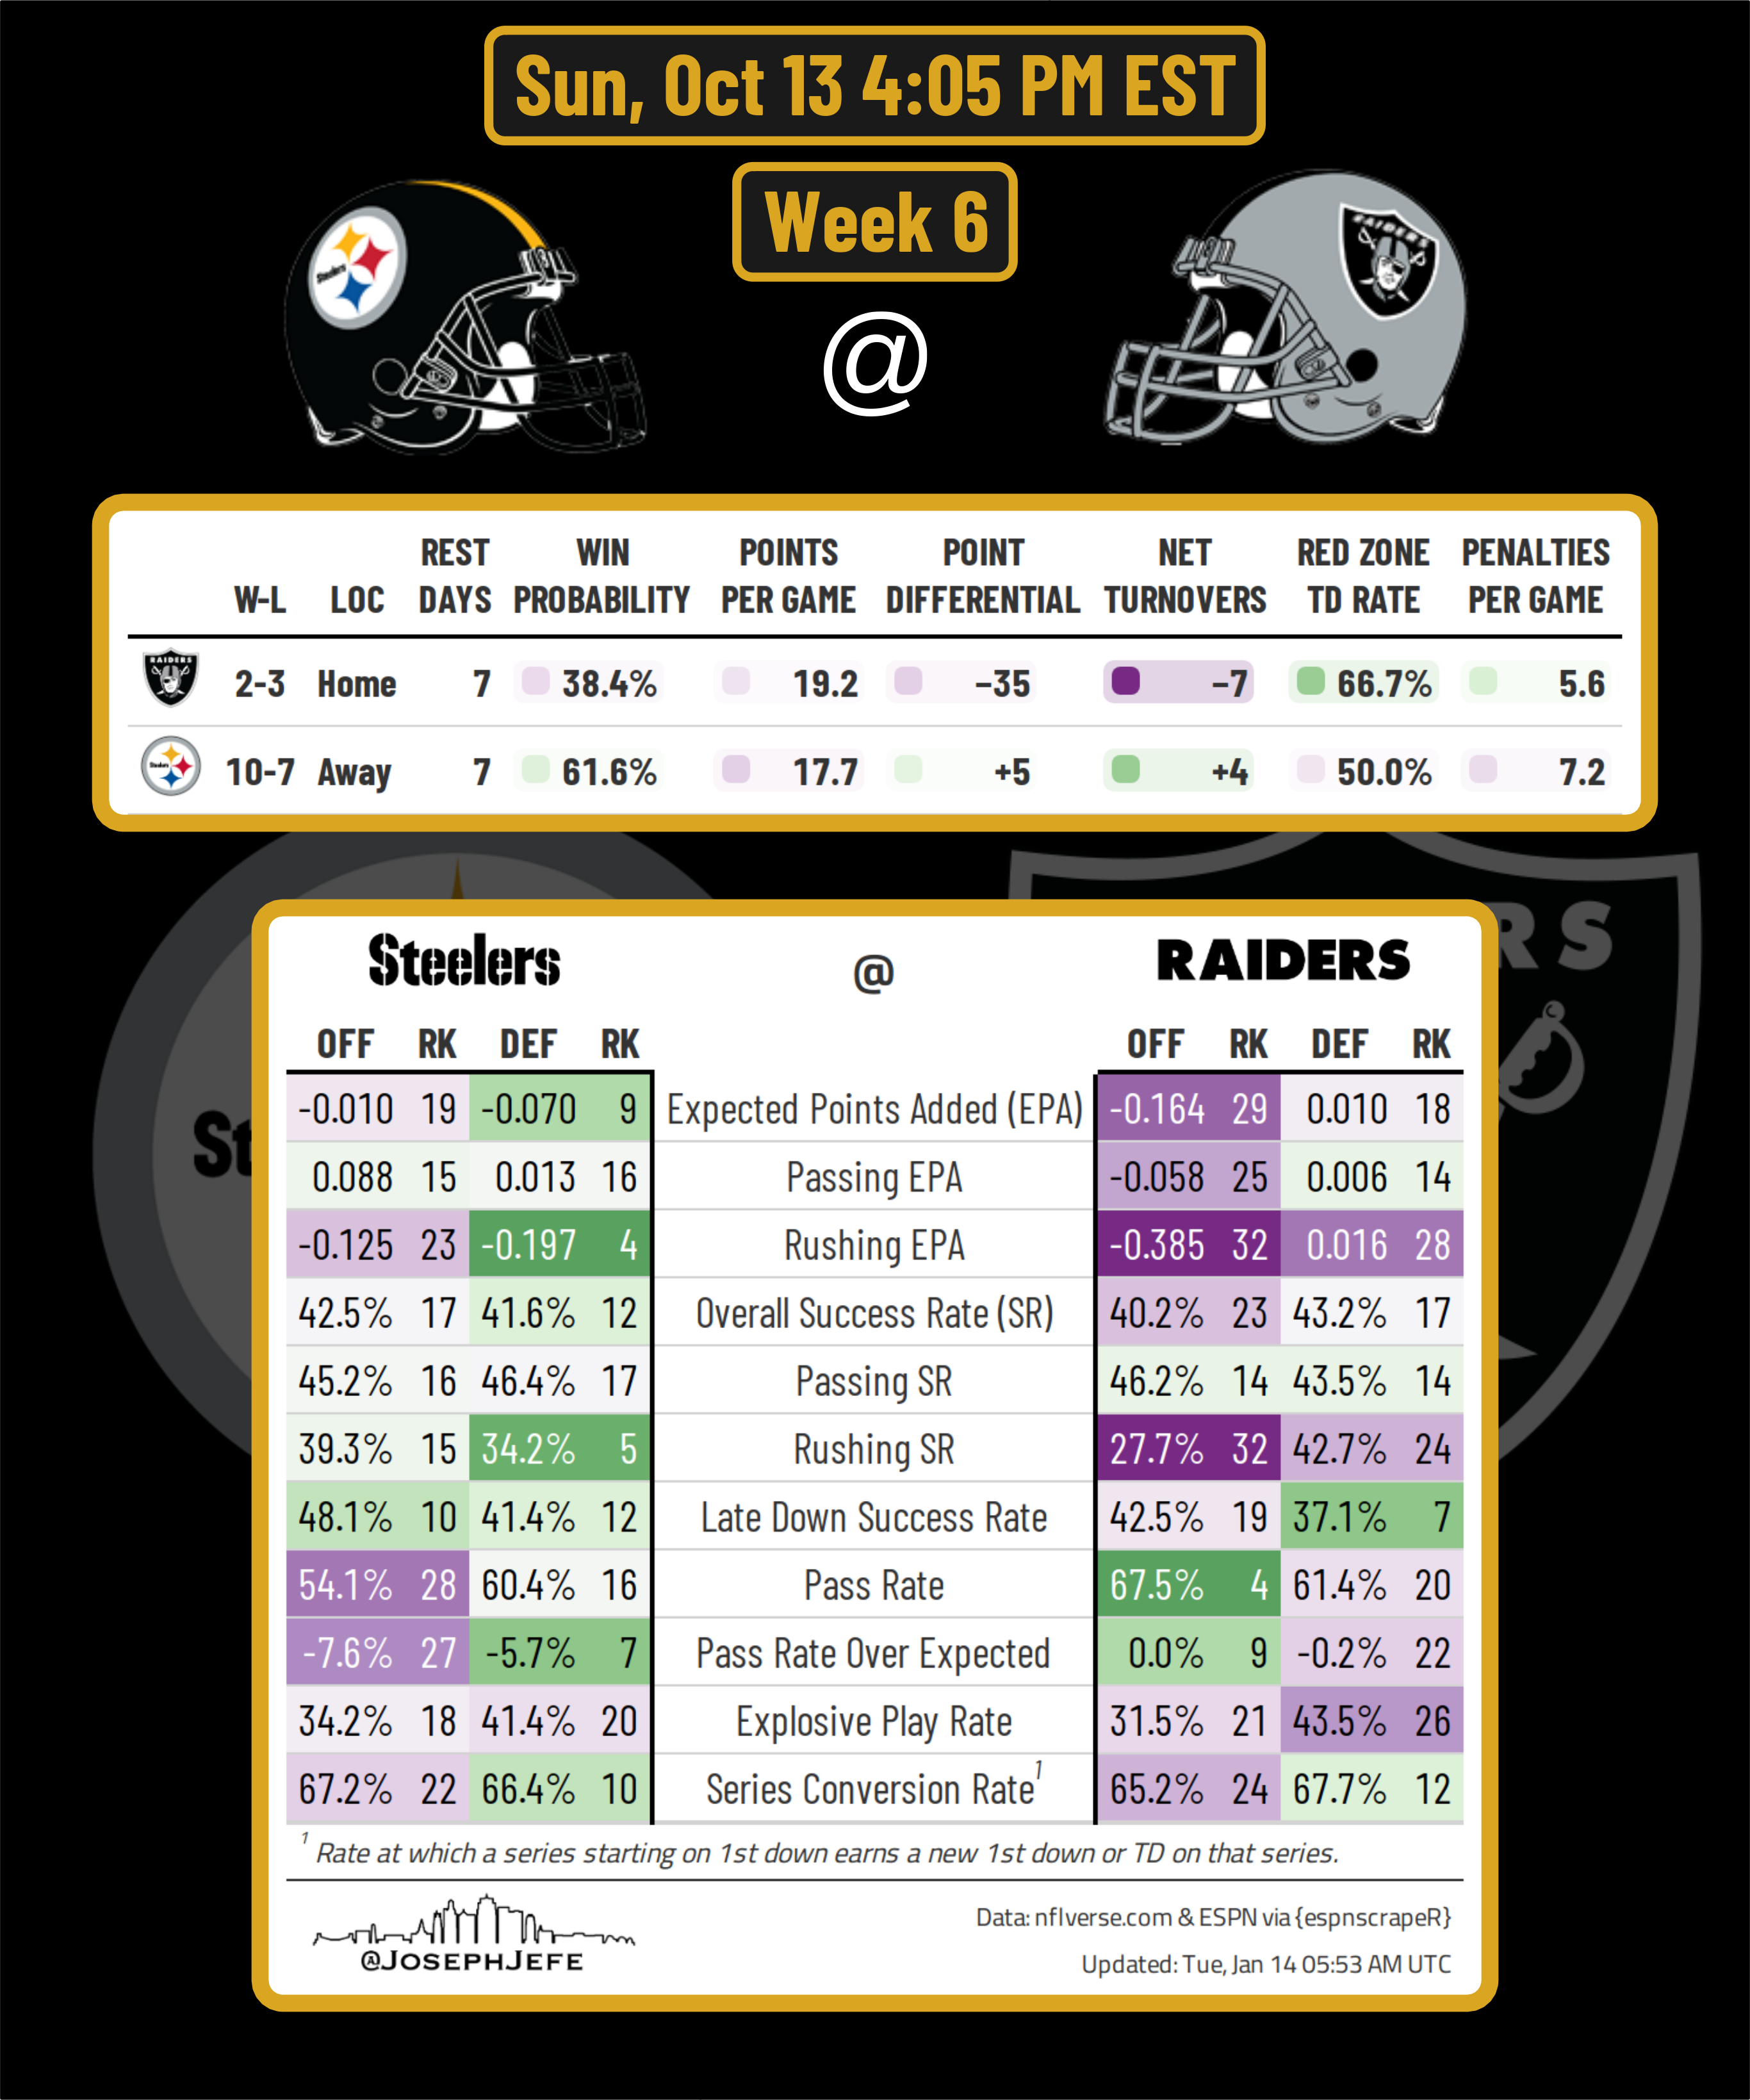 Sun, Oct 13 4:05 PM EST
Week 6
@
Steelers
RAIDERS
REST WIN POINTS POINT NET RED ZONE PENALTIES
W-L LOC DAYS PROBABILITY PER GAME DIFFERENTIAL TURNOVERS TD RATE PER GAME
RAIDERS 2-3 Home 7 38.4% 19.2 −35 −7 66.7% 5.6
Steelers 10-7 Away 7 61.6% 17.7 +5 +4 50.0% 7.2
Steelers @ RAIDERS
OFF RK DEF RK OFF RK DEF RK
-0.010 19 -0.070 9 Expected Points Added (EPA) -0.164 29 0.010 18
0.088 15 0.013 16 Passing EPA -0.058 25 0.006 14
-0.125 23 -0.197 4 Rushing EPA -0.385 32 0.016 28
42.5% 17 41.6% 12 Overall Success Rate (SR) 40.2% 23 43.2% 17
45.2% 16 46.4% 17 Passing SR 46.2% 14 43.5% 14
39.3% 15 34.2% 5 Rushing SR 27.7% 32 42.7% 24
48.1% 10 41.4% 12 Late Down Success Rate 42.5% 19 37.1% 7
54.1% 28 60.4% 16 Pass Rate 67.5% 4 61.4% 20
-7.6% 27 -5.7% 7 Pass Rate Over Expected 0.0% 9 -0.2% 22
34.2% 18 41.4% 20 Explosive Play Rate 31.5% 21 43.5% 26
67.2% 22 66.4% 10 Series Conversion Rate1 65.2% 24 67.7% 12
1 Rate at which a series starting on 1st down earns a new 1st down or TD on that series.
@JOSEPHJEFE
Data: nflverse.com & ESPN via {espnscrapeR}
Updated: Tue, Jan 14 05:53 AM UTC
St
RS